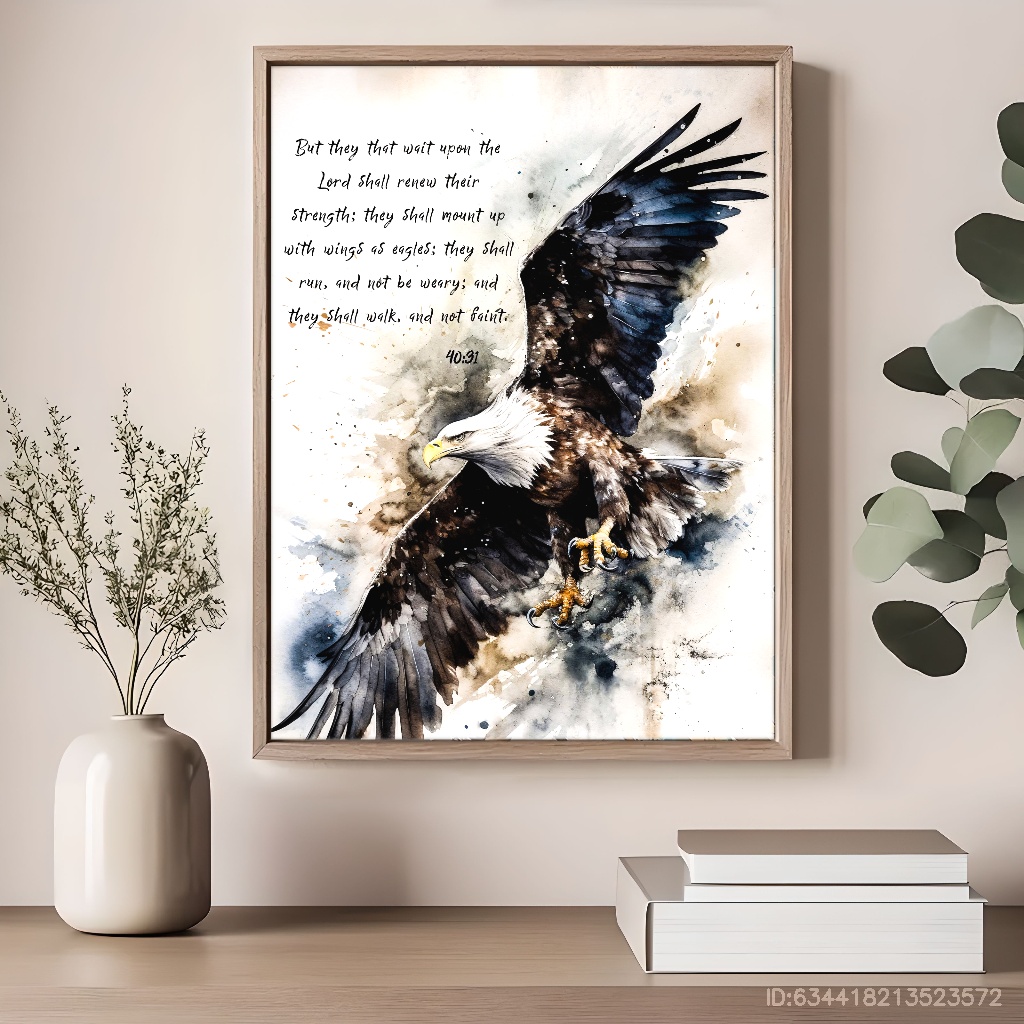 But they that wait upon the
Lord shall renew their
strength; they shall mount up
with wings as eagles; they shall
run, and not be weary; and
they shall walk, and not faint.
40:31
ID:634418213523572